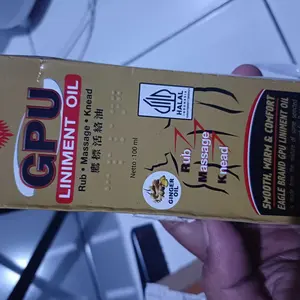 GPU
LINIMENT OIL
Rub • Massage • Knead
鷹標活絡油
Netto : 100 ml
HALAL
INDONESIA
Rub
Massage
Knead
GINGER
OIL
SMOOTH, WARM & COMFORT
EAGLE BRAND GPU LINIMENT OIL